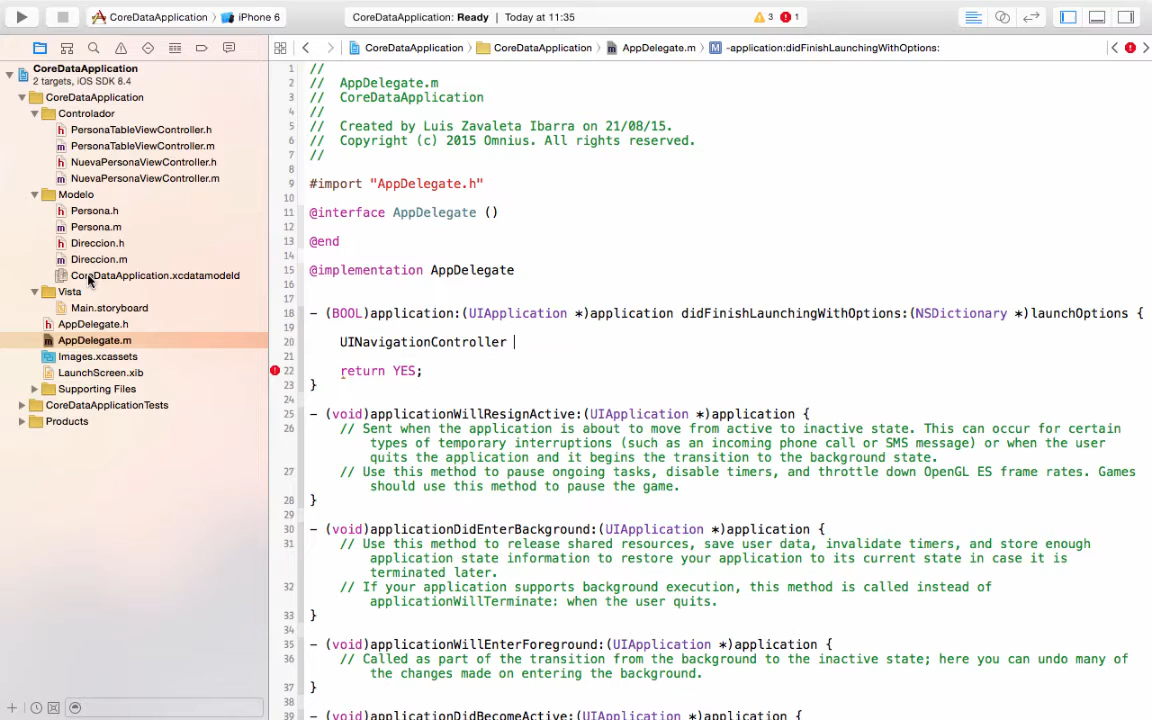 CoreDataApplication iPhone 6
CoreDataApplication: Ready Today at 11:35
3 1
CoreDataApplication CoreDataApplication AppDelegate.m M -application:didFinishLaunchingWithOptions:
CoreDataApplication
2 targets, iOS SDK 8.4
CoreDataApplication
Controlador
h PersonaTableViewController.h
m PersonaTableViewController.m
h NuevaPersonaViewController.h
m NuevaPersonaViewController.m
Modelo
h Persona.h
m Persona.m
h Direccion.h
m Direccion.m
CoreDataApplication.xcdatamodeld
Vista
Main.storyboard
h AppDelegate.h
m AppDelegate.m
Images.xcassets
LaunchScreen.xib
Supporting Files
CoreDataApplicationTests
Products
1 //
2 // AppDelegate.m
3 // CoreDataApplication
4 //
5 // Created by Luis Zavaleta Ibarra on 21/08/15.
6 // Copyright (c) 2015 Omnius. All rights reserved.
7 //
8
9 #import "AppDelegate.h"
10
11 @interface AppDelegate ()
12
13 @end
14
15 @implementation AppDelegate
16
17
18 - (BOOL)application:(UIApplication *)application didFinishLaunchingWithOptions:(NSDictionary *)launchOptions {
19
20 UINavigationController
21
22 return YES;
23 }
24
25 - (void)applicationWillResignActive:(UIApplication *)application {
26 // Sent when the application is about to move from active to inactive state. This can occur for certain
types of temporary interruptions (such as an incoming phone call or SMS message) or when the user
quits the application and it begins the transition to the background state.
27 // Use this method to pause ongoing tasks, disable timers, and throttle down OpenGL ES frame rates. Games
should use this method to pause the game.
28 }
29
30 - (void)applicationDidEnterBackground:(UIApplication *)application {
31 // Use this method to release shared resources, save user data, invalidate timers, and store enough
application state information to restore your application to its current state in case it is
terminated later.
32 // If your application supports background execution, this method is called instead of
applicationWillTerminate: when the user quits.
33 }
34
35 - (void)applicationWillEnterForeground:(UIApplication *)application {
36 // Called as part of the transition from the background to the inactive state; here you can undo many of
the changes made on entering the background.
37 }
38
39 - (void)applicationDidBecomeActive:(UIApplication *)application {